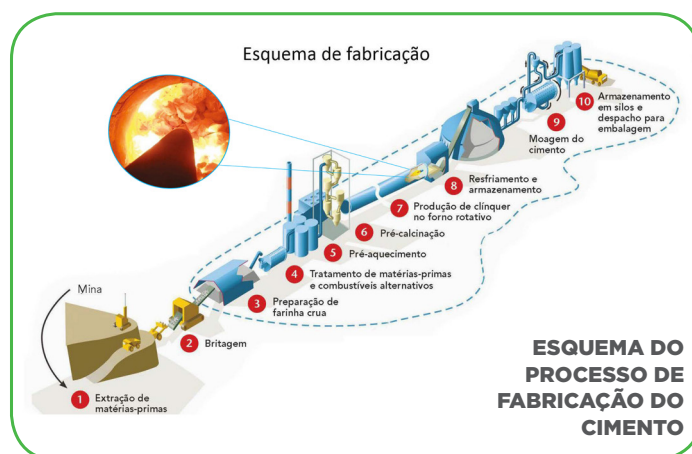 Esquema de fabricação
Mina
1 Extração de
matérias-primas
2 Britagem
3 Preparação de
farinha crua
4 Tratamento de matérias-primas
e combustíveis alternativos
5 Pré-aquecimento
6 Pré-calcinação
7 Produção de clínquer
no forno rotativo
8 Resfriamento e
armazenamento
9 Moagem do
cimento
10 Armazenamento
em silos e
despacho para
embalagem
ESQUEMA DO
PROCESSO DE
FABRICAÇÃO DO
CIMENTO